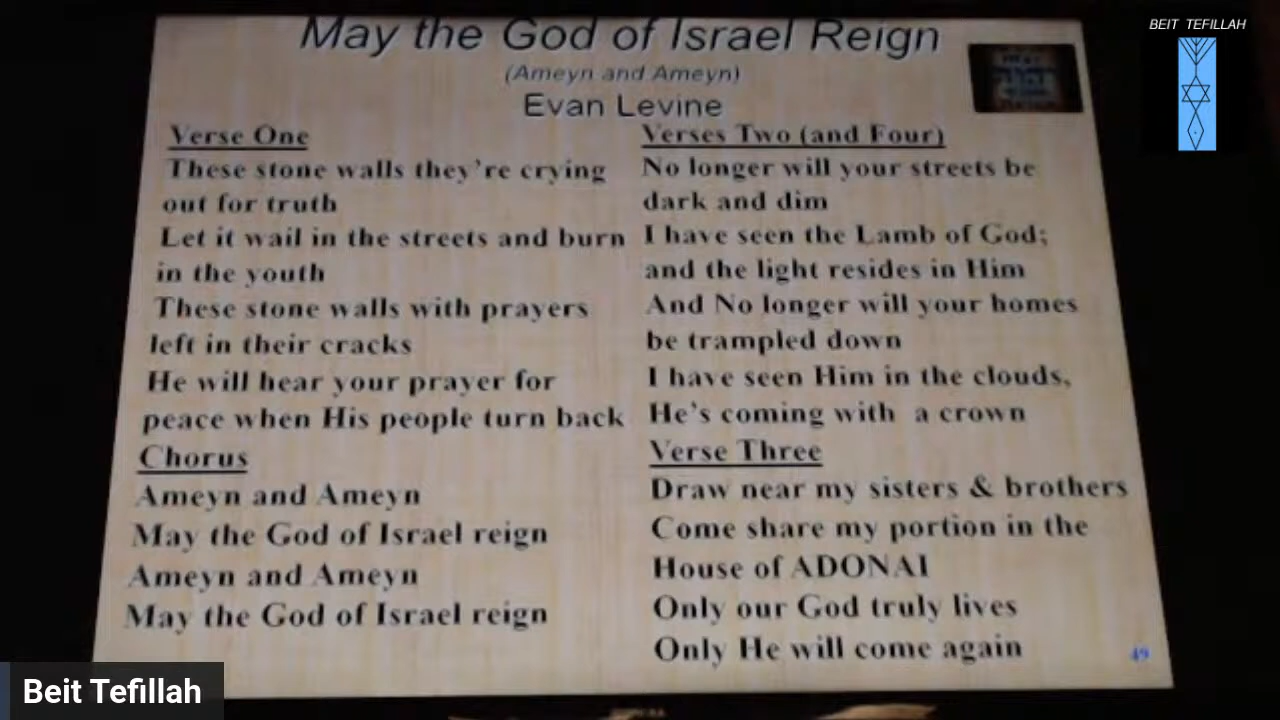 May the God of Israel Reign
(Ameyn and Ameyn)
Evan Levine
Verse One
These stone walls they're crying
out for truth
Let it wail in the streets and burn
in the youth
These stone walls with prayers
left in their cracks
He will hear your prayer for
peace when His people turn back
Chorus
Ameyn and Ameyn
May the God of Israel reign
Ameyn and Ameyn
May the God of Israel reign
Verses Two (and Four)
No longer will your streets be
dark and dim
I have seen the Lamb of God;
and the light resides in Him
And No longer will your homes
be trampled down
I have seen Him in the clouds,
He's coming with a crown
Verse Three
Draw near my sisters & brothers
Come share my portion in the
House of ADONAI
Only our God truly lives
Only He will come again
49
BEIT TEFILLAH
Beit Tefillah